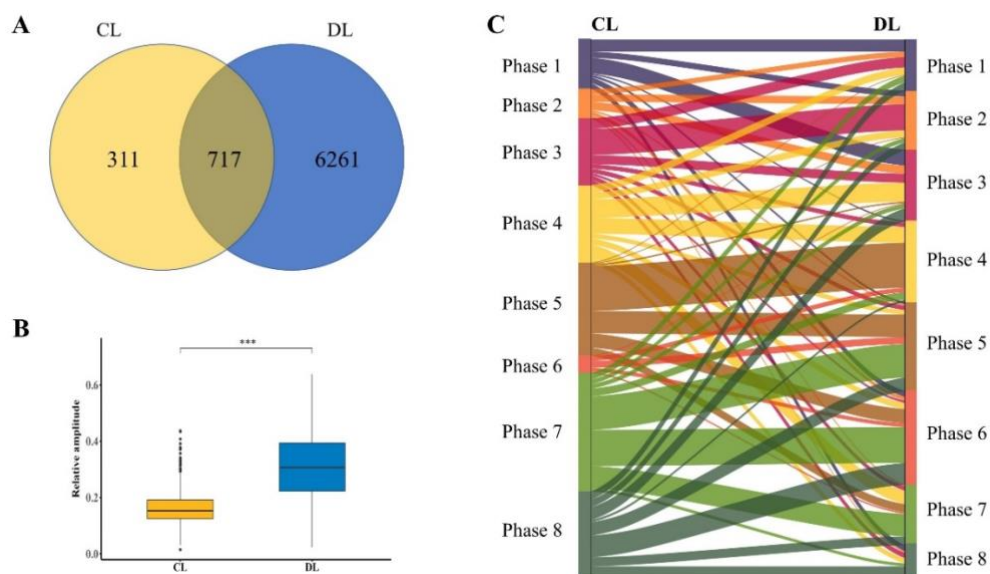 A
CL
DL
311
717
6261
B
***
Relative amplitude
0.6
0.4
0.2
0.0
CL
DL
C
CL
DL
Phase 1
Phase 2
Phase 3
Phase 4
Phase 5
Phase 6
Phase 7
Phase 8
Phase 1
Phase 2
Phase 3
Phase 4
Phase 5
Phase 6
Phase 7
Phase 8